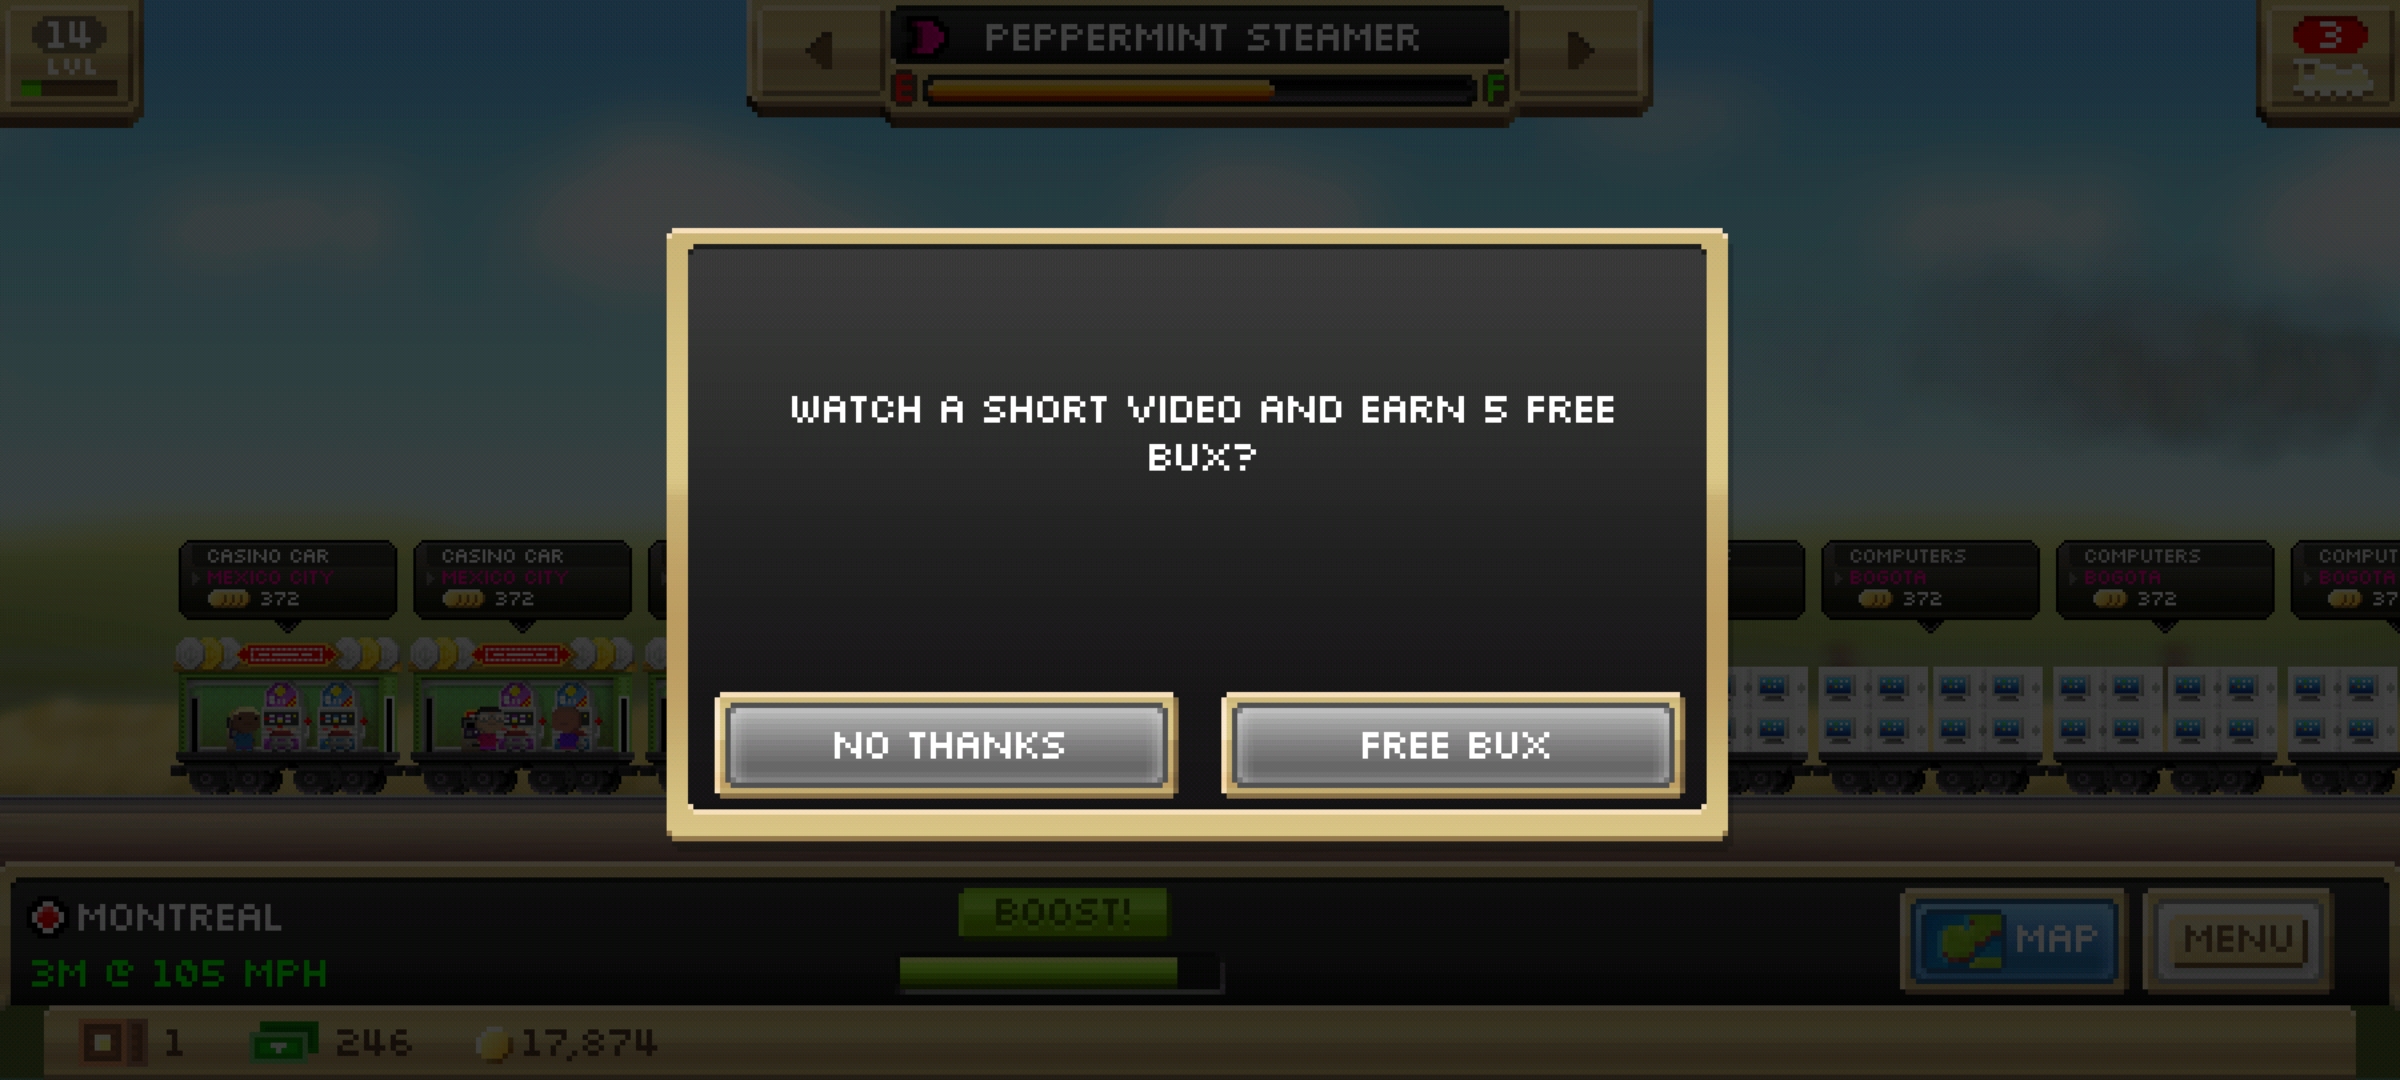 14
LVL
PEPPERMINT STEAMER
E F
3
WATCH A SHORT VIDEO AND EARN 5 FREE
BUX?
NO THANKS
FREE BUX
CASINO CAR
MEXICO CITY
372
CASINO CAR
MEXICO CITY
372
COMPUTERS
BOGOTA
372
COMPUTERS
BOGOTA
372
COMPUT
BOGOTA
37
MONTREAL
3M @ 105 MPH
BOOST!
MAP
MENU
1 246 17,874